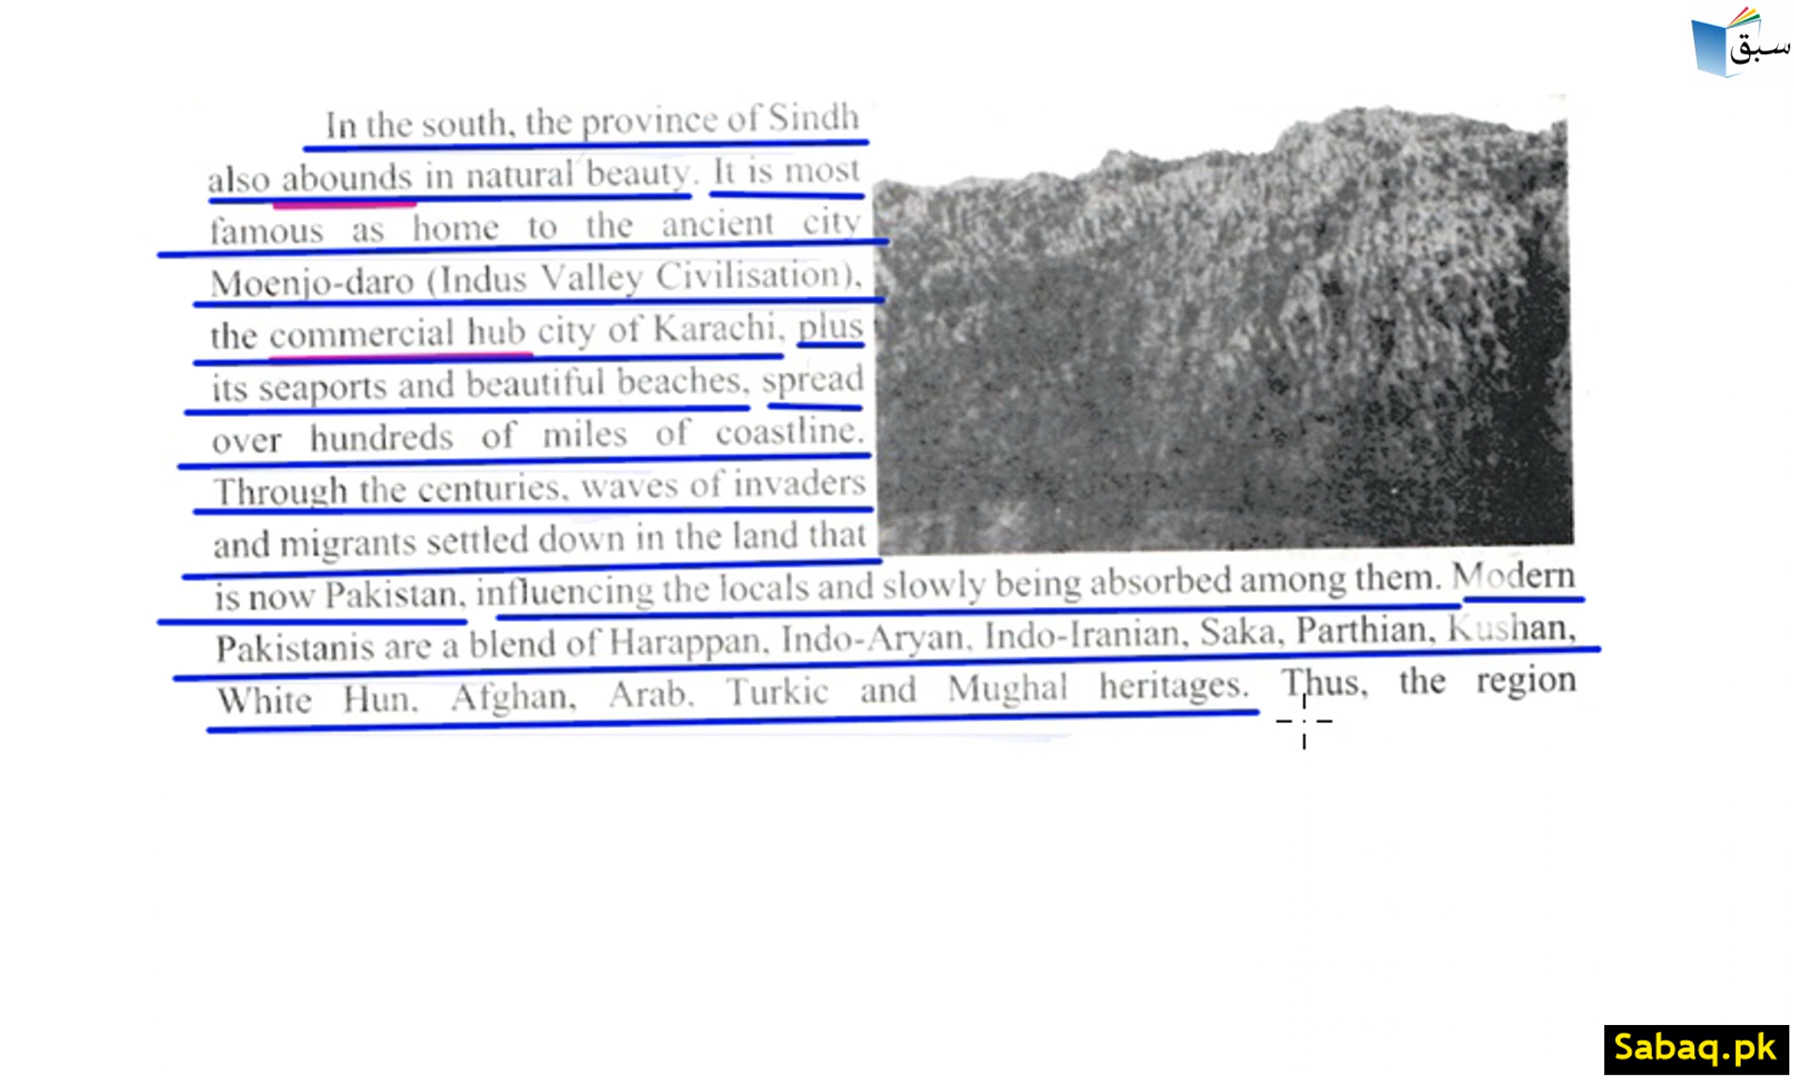 سبق
In the south, the province of Sindh
also abounds in natural beauty. It is most
famous as home to the ancient city
Moenjo-daro (Indus Valley Civilisation),
the commercial hub city of Karachi, plus
its seaports and beautiful beaches, spread
over hundreds of miles of coastline.
Through the centuries, waves of invaders
and migrants settled down in the land that
is now Pakistan, influencing the locals and slowly being absorbed among them. Modern
Pakistanis are a blend of Harappan, Indo-Aryan, Indo-Iranian, Saka, Parthian, Kushan,
White Hun, Afghan, Arab, Turkic and Mughal heritages. Thus, the region
Sabaq.pk